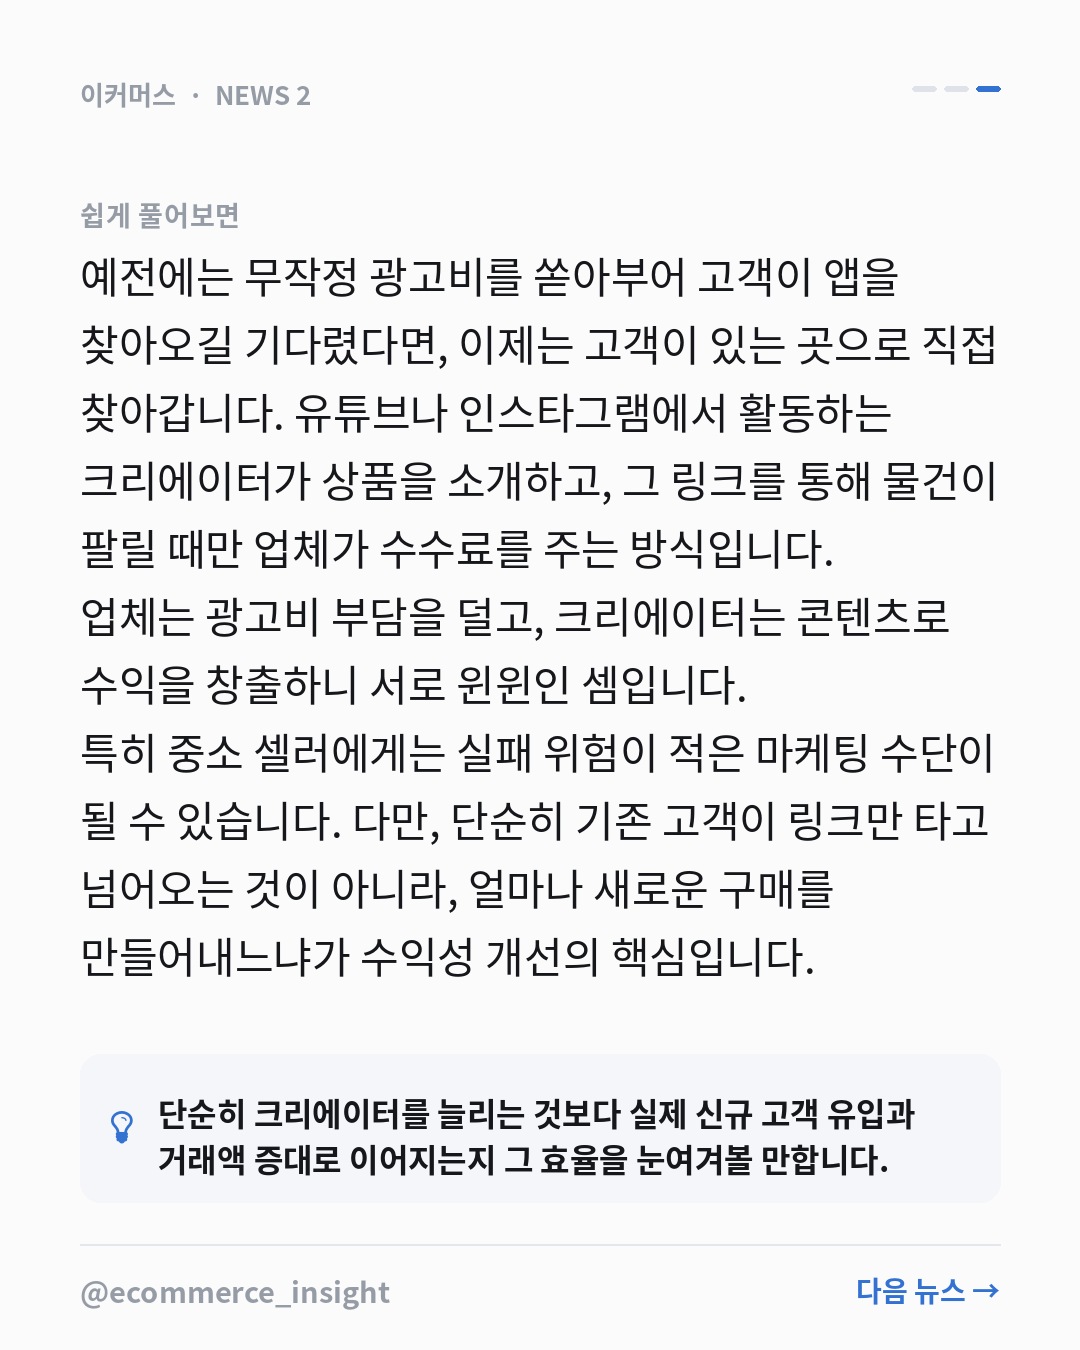 이커머스 · NEWS 2
쉽게 풀어보면
예전에는 무작정 광고비를 쏟아부어 고객이 앱을
찾아오길 기다렸다면, 이제는 고객이 있는 곳으로 직접
찾아갑니다. 유튜브나 인스타그램에서 활동하는
크리에이터가 상품을 소개하고, 그 링크를 통해 물건이
팔릴 때만 업체가 수수료를 주는 방식입니다.
업체는 광고비 부담을 덜고, 크리에이터는 콘텐츠로
수익을 창출하니 서로 윈윈인 셈입니다.
특히 중소 셀러에게는 실패 위험이 적은 마케팅 수단이
될 수 있습니다. 다만, 단순히 기존 고객이 링크만 타고
넘어오는 것이 아니라, 얼마나 새로운 구매를
만들어내느냐가 수익성 개선의 핵심입니다.
단순히 크리에이터를 늘리는 것보다 실제 신규 고객 유입과
거래액 증대로 이어지는지 그 효율을 눈여겨볼 만합니다.
@ecommerce_insight
다음 뉴스 →